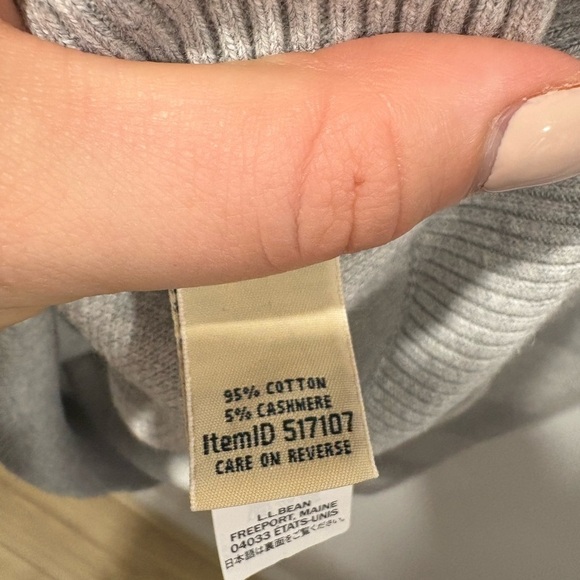 95% COTTON
5% CASHMERE
ItemID 517107
CARE ON REVERSE
L.L.BEAN
FREEPORT, MAINE
04033 ÉTATS-UNIS
日本語は裏面をご覧ください